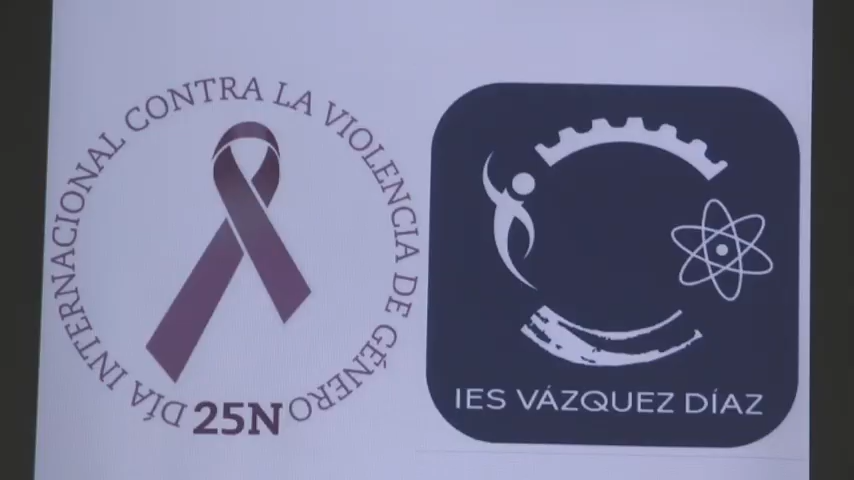 DÍA INTERNACIONAL CONTRA LA VIOLENCIA DE GÉNERO
25N
IES VÁZQUEZ DÍAZ